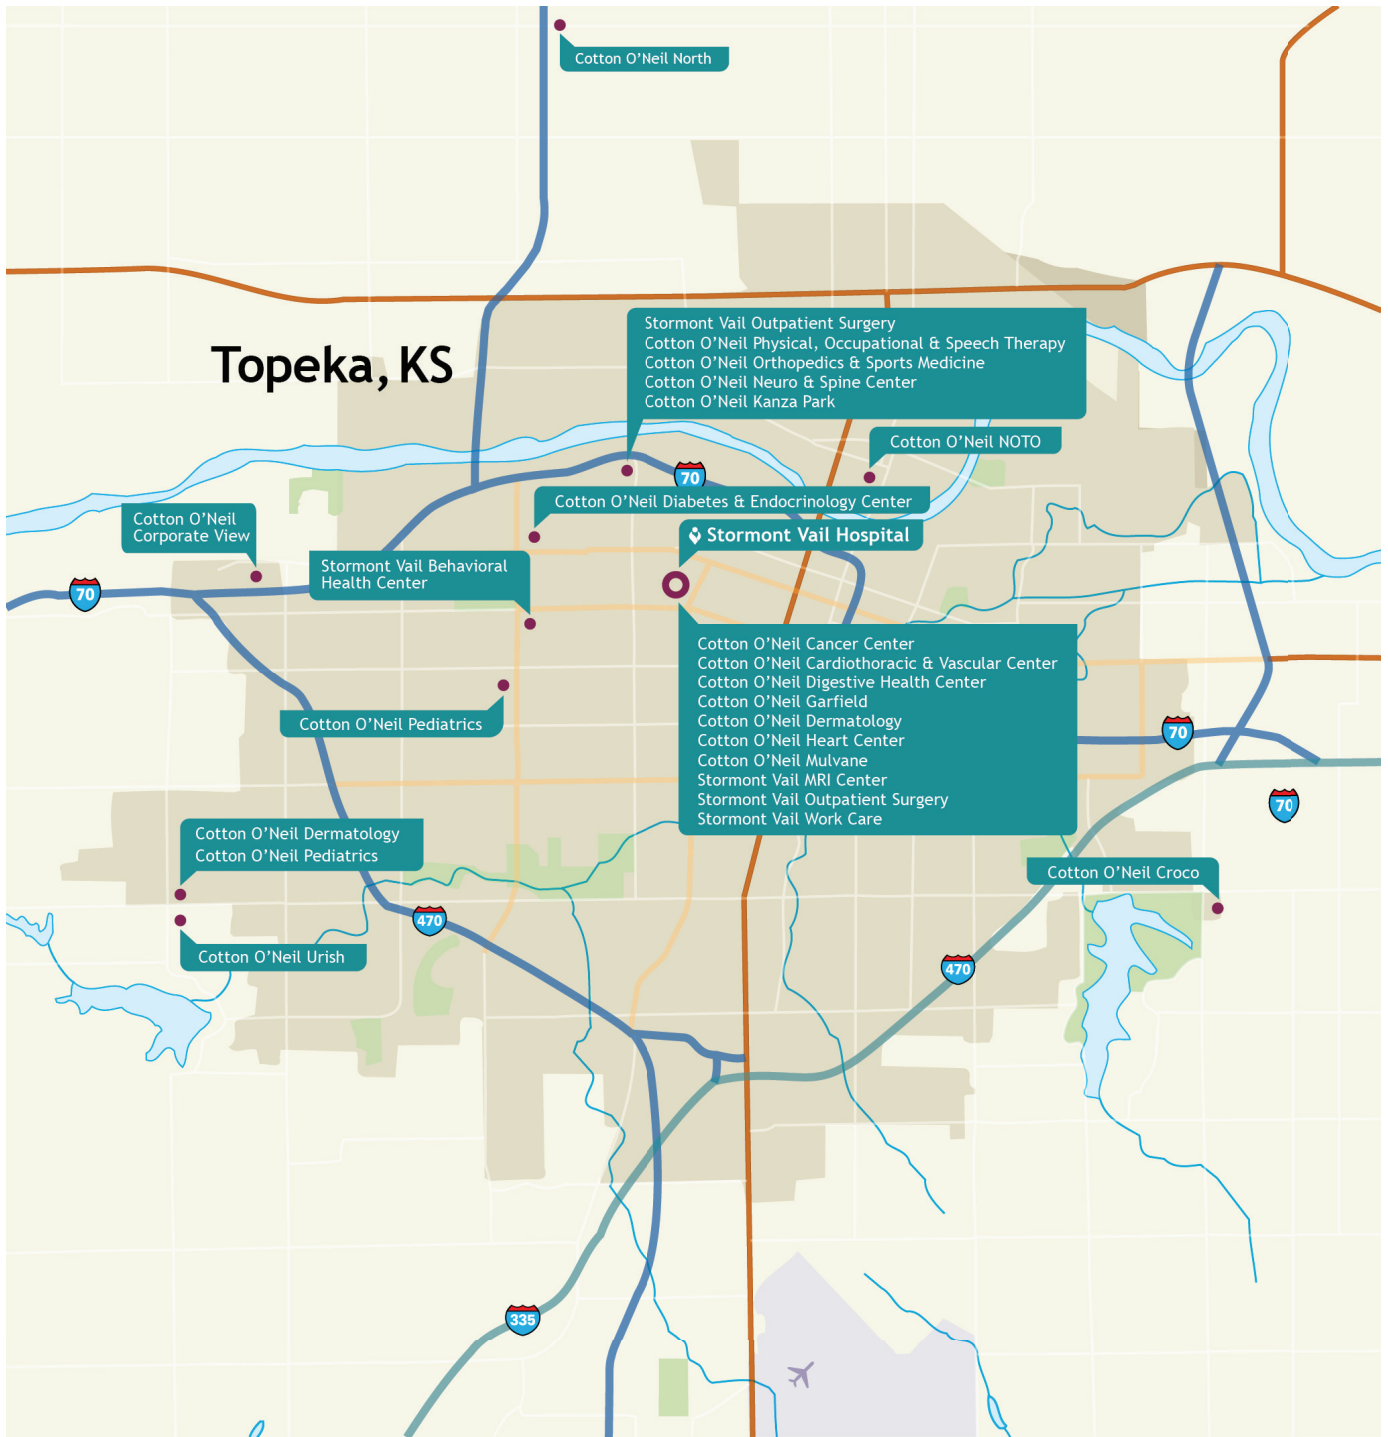 Cotton O'Neil North
Topeka, KS
Stormont Vail Outpatient Surgery
Cotton O'Neil Physical, Occupational & Speech Therapy
Cotton O'Neil Orthopedics & Sports Medicine
Cotton O'Neil Neuro & Spine Center
Cotton O'Neil Kanza Park
Cotton O'Neil NOTO
70
Cotton O'Neil Diabetes & Endocrinology Center
Cotton O'Neil
Corporate View
Stormont Vail Hospital
Stormont Vail Behavioral
Health Center
70
Cotton O'Neil Cancer Center
Cotton O'Neil Cardiothoracic & Vascular Center
Cotton O'Neil Digestive Health Center
Cotton O'Neil Garfield
Cotton O'Neil Dermatology
Cotton O'Neil Heart Center
Cotton O'Neil Mulvane
Stormont Vail MRI Center
Stormont Vail Outpatient Surgery
Stormont Vail Work Care
Cotton O'Neil Pediatrics
70
70
Cotton O'Neil Dermatology
Cotton O'Neil Pediatrics
Cotton O'Neil Croco
470
Cotton O'Neil Urish
470
335